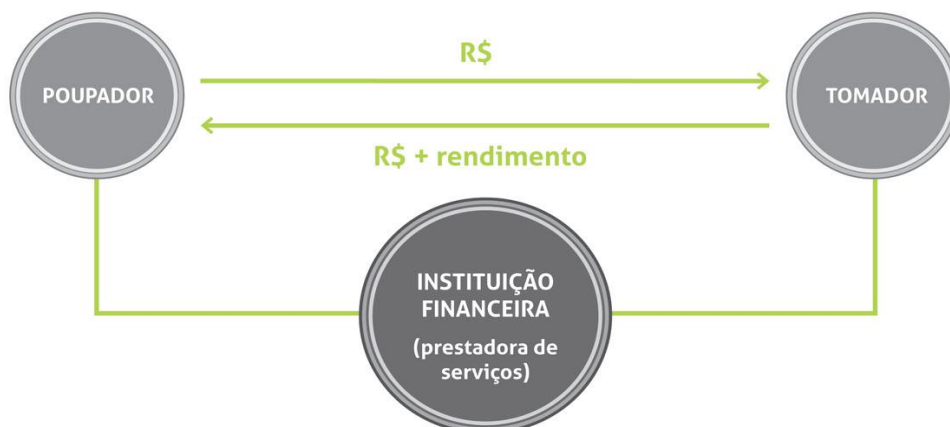 R$
POUPADOR
TOMADOR
R$ + rendimento
INSTITUIÇÃO
FINANCEIRA
(prestadora de
serviços)